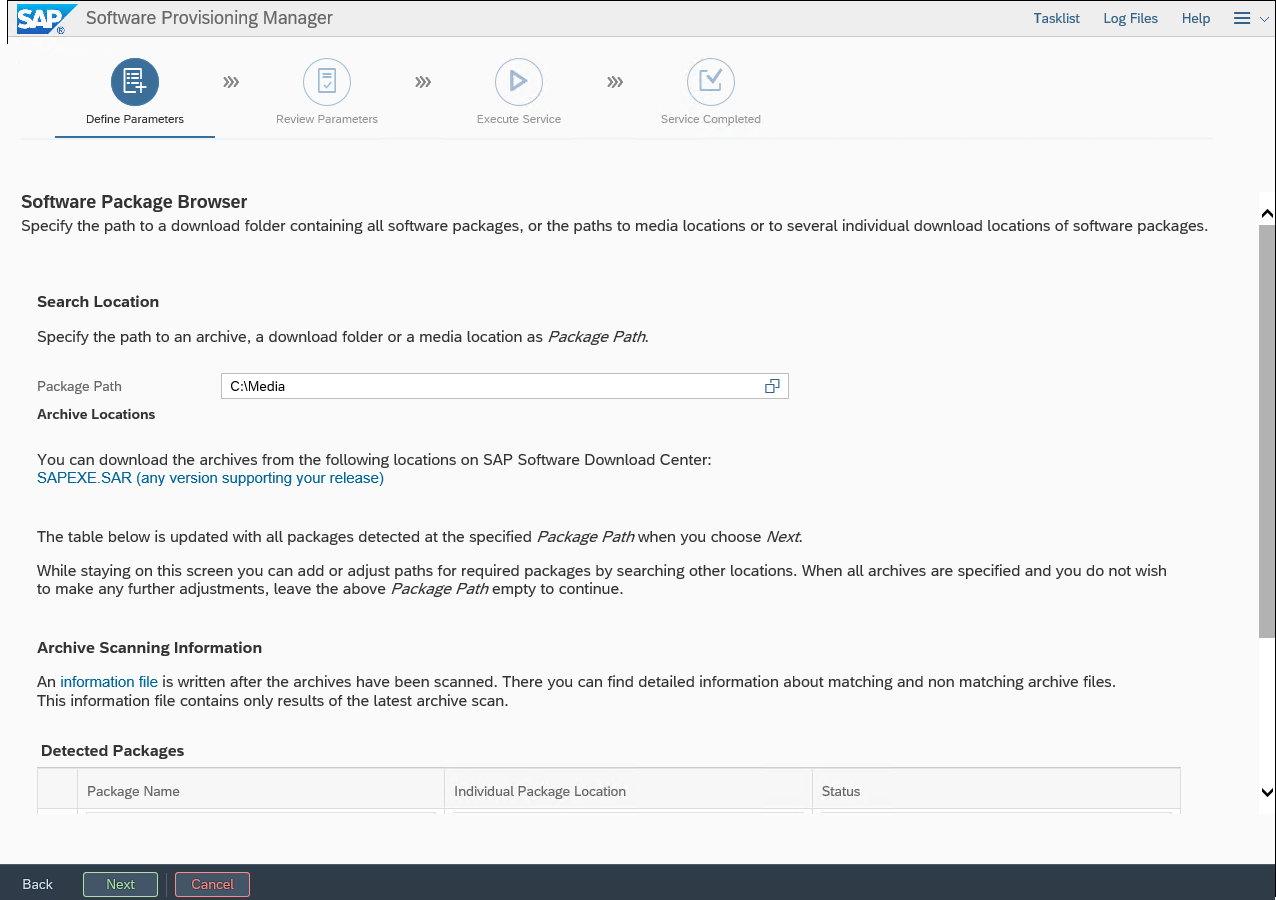 SAP ® Software Provisioning Manager Tasklist Log Files Help
Define Parameters Review Parameters Execute Service Service Completed
Software Package Browser
Specify the path to a download folder containing all software packages, or the paths to media locations or to several individual download locations of software packages.
Search Location
Specify the path to an archive, a download folder or a media location as Package Path.
Package Path C:\Media
Archive Locations
You can download the archives from the following locations on SAP Software Download Center:
SAPEXE.SAR (any version supporting your release)
The table below is updated with all packages detected at the specified Package Path when you choose Next.
While staying on this screen you can add or adjust paths for required packages by searching other locations. When all archives are specified and you do not wish
to make any further adjustments, leave the above Package Path empty to continue.
Archive Scanning Information
An information file is written after the archives have been scanned. There you can find detailed information about matching and non matching archive files.
This information file contains only results of the latest archive scan.
Detected Packages
Package Name Individual Package Location Status
Back Next Cancel